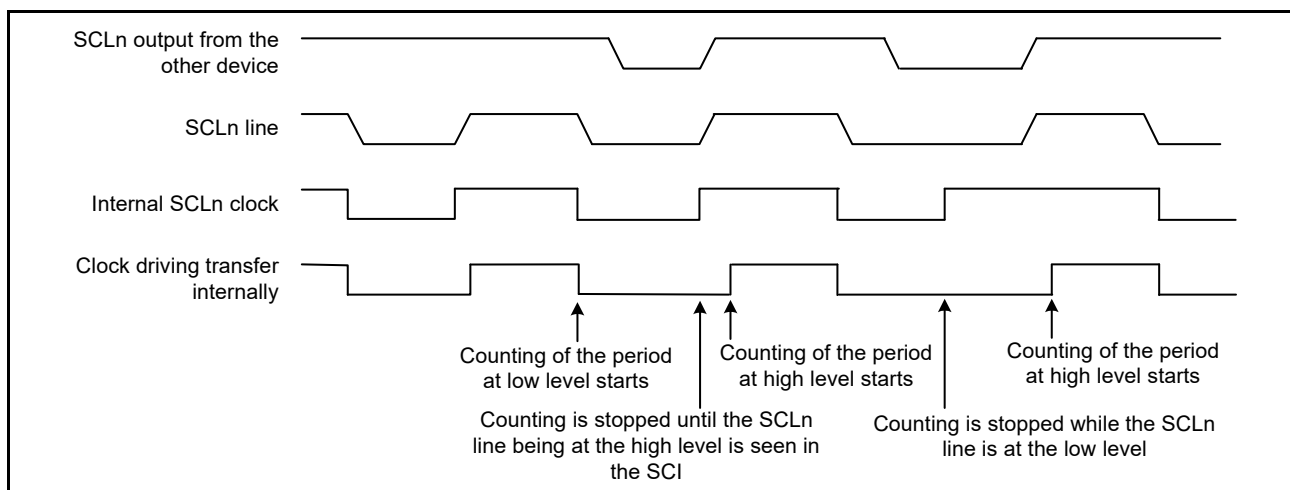 SCLn output from the
other device
SCLn line
Internal SCLn clock
Clock driving transfer
internally
Counting of the period
at low level starts
Counting of the period
at high level starts
Counting of the period
at high level starts
Counting is stopped until the SCLn
line being at the high level is seen in
the SCI
Counting is stopped while the SCLn
line is at the low level